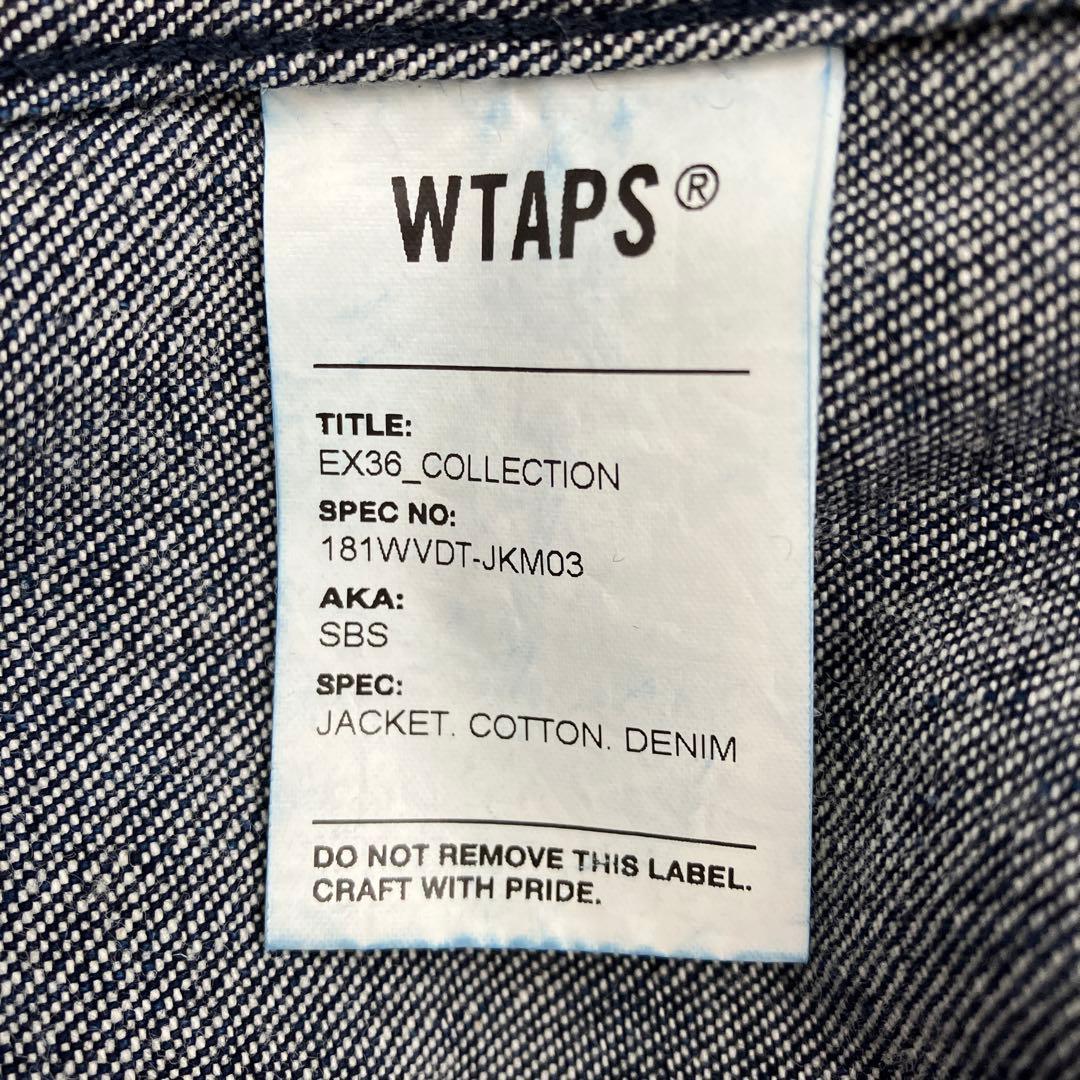 WTAPS®
TITLE:
EX36_COLLECTION
SPEC NO:
181WVDT-JKM03
AKA:
SBS
SPEC:
JACKET. COTTON. DENIM
DO NOT REMOVE THIS LABEL.
CRAFT WITH PRIDE.